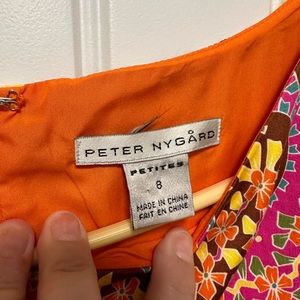 PETER NYGÅRD
PETITES
8
MADE IN CHINA
FAIT EN CHINE